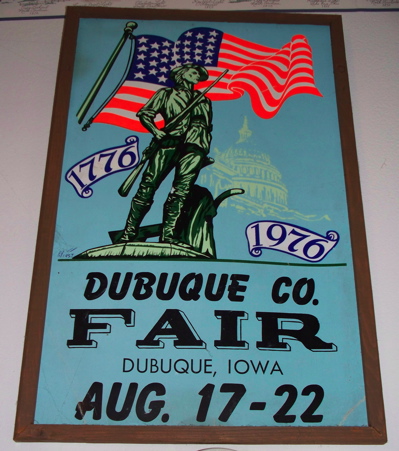 1776
1976
DUBUQUE CO.
FAIR
DUBUQUE, IOWA
AUG. 17-22